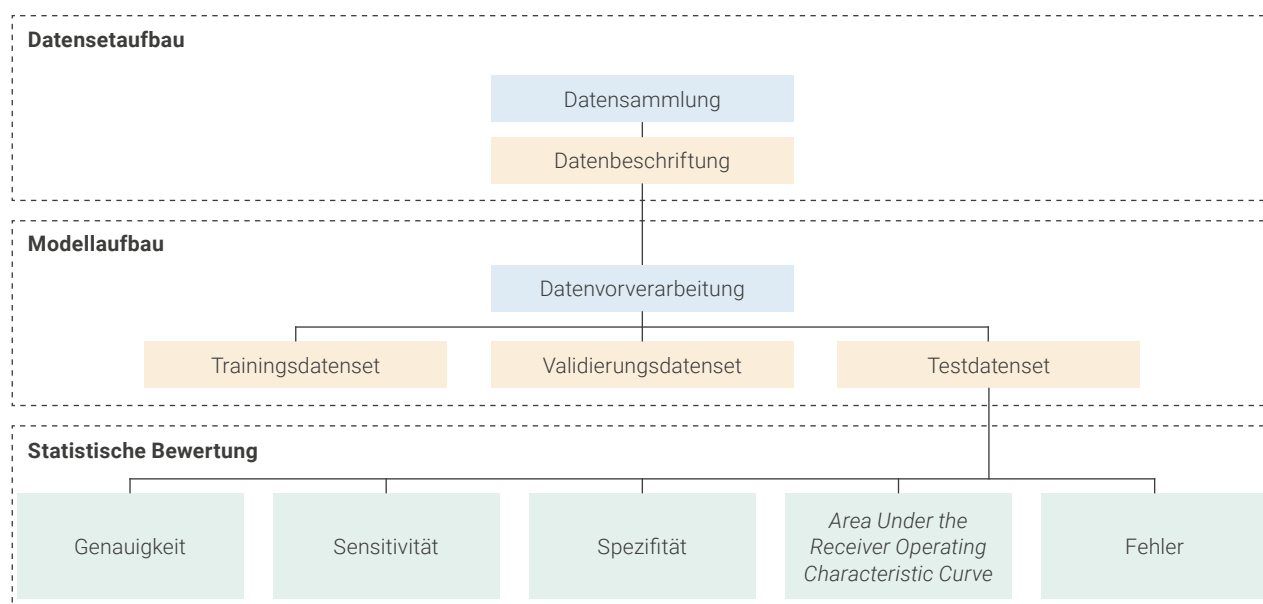 Datensetaufbau
Datensammlung
Datenbeschriftung
Modellaufbau
Datenvorverarbeitung
Trainingsdatenset
Validierungsdatenset
Testdatenset
Statistische Bewertung
Genauigkeit
Sensitivität
Spezifität
Area Under the
Receiver Operating
Characteristic Curve
Fehler